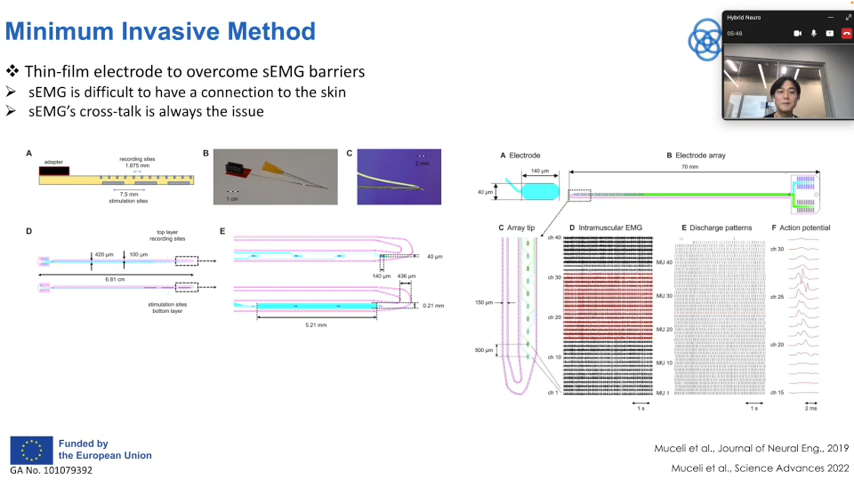 Minimum Invasive Method
Thin-film electrode to overcome sEMG barriers
sEMG is difficult to have a connection to the skin
sEMG's cross-talk is always the issue
Hybrid Neuro
05:49
A
adapter
recording sites
1.875 mm
7.5 mm
stimulation sites
B
1 cm
C
2 mm
D
top layer
recording sites
420 µm
100 µm
6.81 cm
stimulation sites
bottom layer
E
40 µm
140 µm
436 µm
0.21 mm
5.21 mm
A Electrode
140 µm
40 µm
B Electrode array
70 mm
C Array tip
150 µm
500 µm
D Intramuscular EMG
ch 40
ch 30
ch 20
ch 10
ch 1
1 s
E Discharge patterns
MU 40
MU 30
MU 20
MU 10
MU 1
1 s
F Action potential
ch 30
ch 25
ch 20
ch 15
2 ms
Funded by
the European Union
GA No. 101079392
Muceli et al., Journal of Neural Eng., 2019
Muceli et al., Science Advances 2022